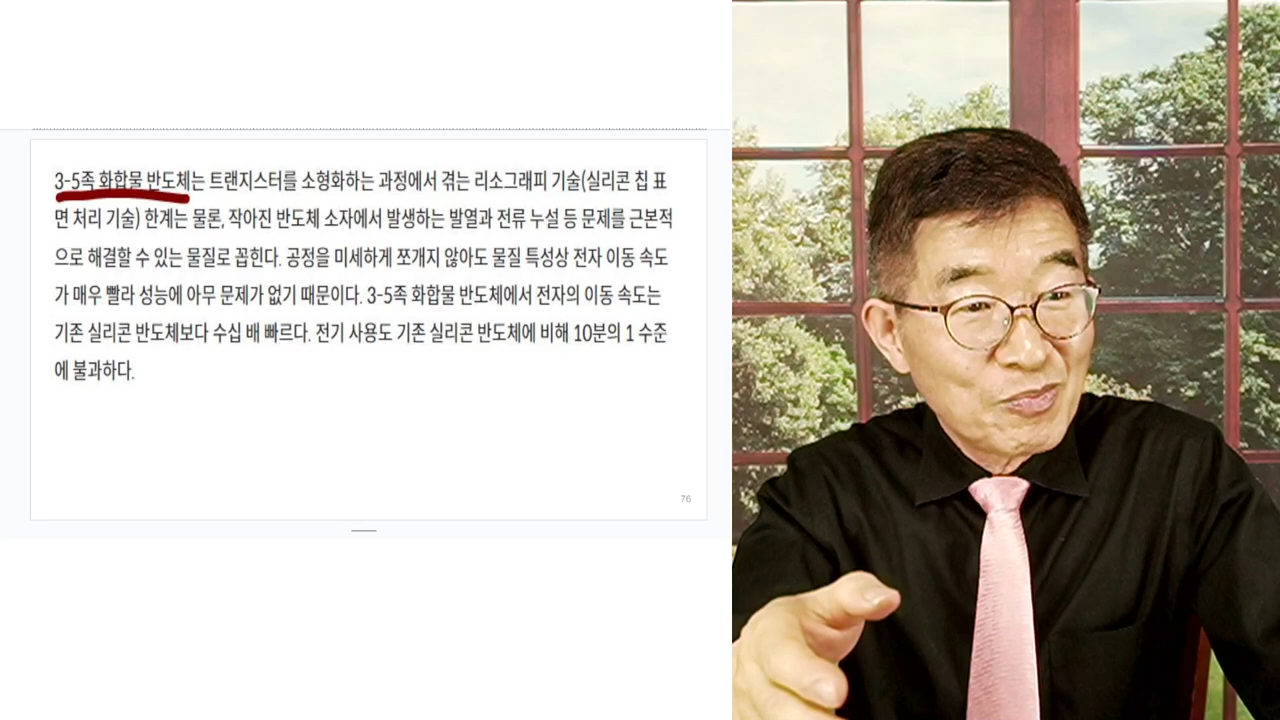 3-5족 화합물 반도체는 트랜지스터를 소형화하는 과정에서 겪는 리소그래피 기술(실리콘 칩 표
면 처리 기술) 한계는 물론, 작아진 반도체 소자에서 발생하는 발열과 전류 누설 등 문제를 근본적
으로 해결할 수 있는 물질로 꼽힌다. 공정을 미세하게 쪼개지 않아도 물질 특성상 전자 이동 속도
가 매우 빨라 성능에 아무 문제가 없기 때문이다. 3-5족 화합물 반도체에서 전자의 이동 속도는
기존 실리콘 반도체보다 수십 배 빠르다. 전기 사용도 기존 실리콘 반도체에 비해 10분의 1 수준
에 불과하다.
76